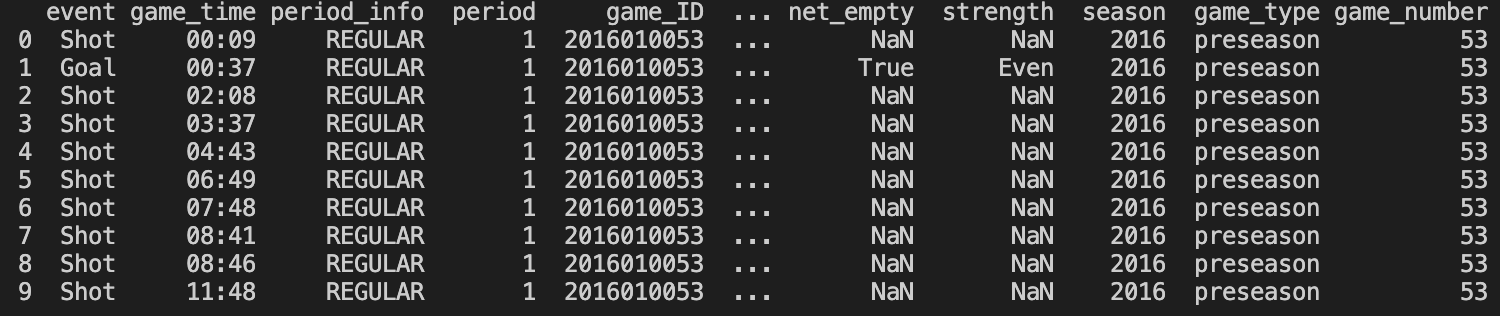 event game_time period_info period game_ID ... net_empty strength season game_type game_number
0 Shot 00:09 REGULAR 1 2016010053 ... NaN NaN 2016 preseason 53
1 Goal 00:37 REGULAR 1 2016010053 ... True Even 2016 preseason 53
2 Shot 02:08 REGULAR 1 2016010053 ... NaN NaN 2016 preseason 53
3 Shot 03:37 REGULAR 1 2016010053 ... NaN NaN 2016 preseason 53
4 Shot 04:43 REGULAR 1 2016010053 ... NaN NaN 2016 preseason 53
5 Shot 06:49 REGULAR 1 2016010053 ... NaN NaN 2016 preseason 53
6 Shot 07:48 REGULAR 1 2016010053 ... NaN NaN 2016 preseason 53
7 Shot 08:41 REGULAR 1 2016010053 ... NaN NaN 2016 preseason 53
8 Shot 08:46 REGULAR 1 2016010053 ... NaN NaN 2016 preseason 53
9 Shot 11:48 REGULAR 1 2016010053 ... NaN NaN 2016 preseason 53